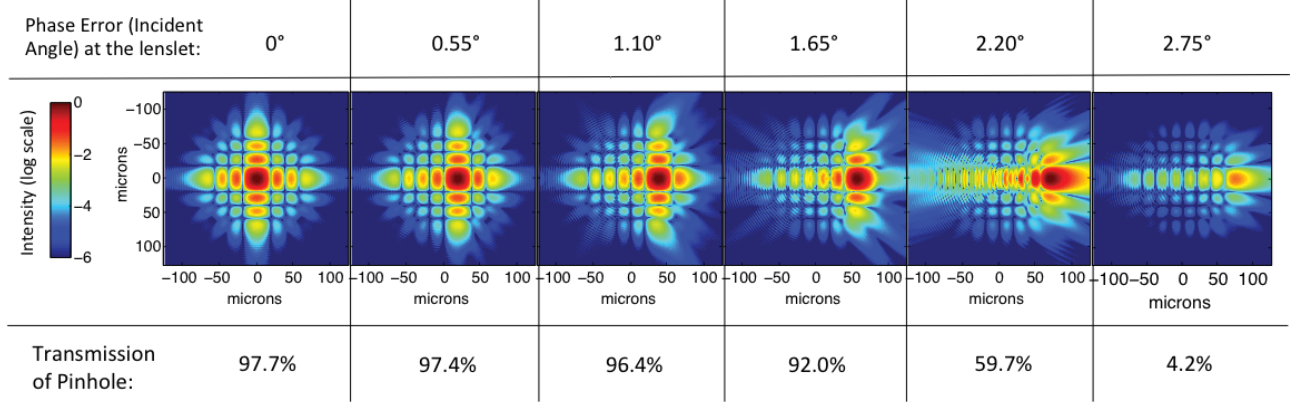 Phase Error (Incident
Angle) at the lenslet:
0° 0.55° 1.10° 1.65° 2.20° 2.75°
Intensity (log scale)
0
−2
−4
−6
microns
−100
−50
0
50
100
−100 −50 0 50 100 −100 −50 0 50 100 −100 −50 0 50 100 −100 −50 0 50 100 −100 −50 0 50 100 −100 −50 0 50 100
microns microns microns microns microns microns
Transmission
of Pinhole:
97.7% 97.4% 96.4% 92.0% 59.7% 4.2%